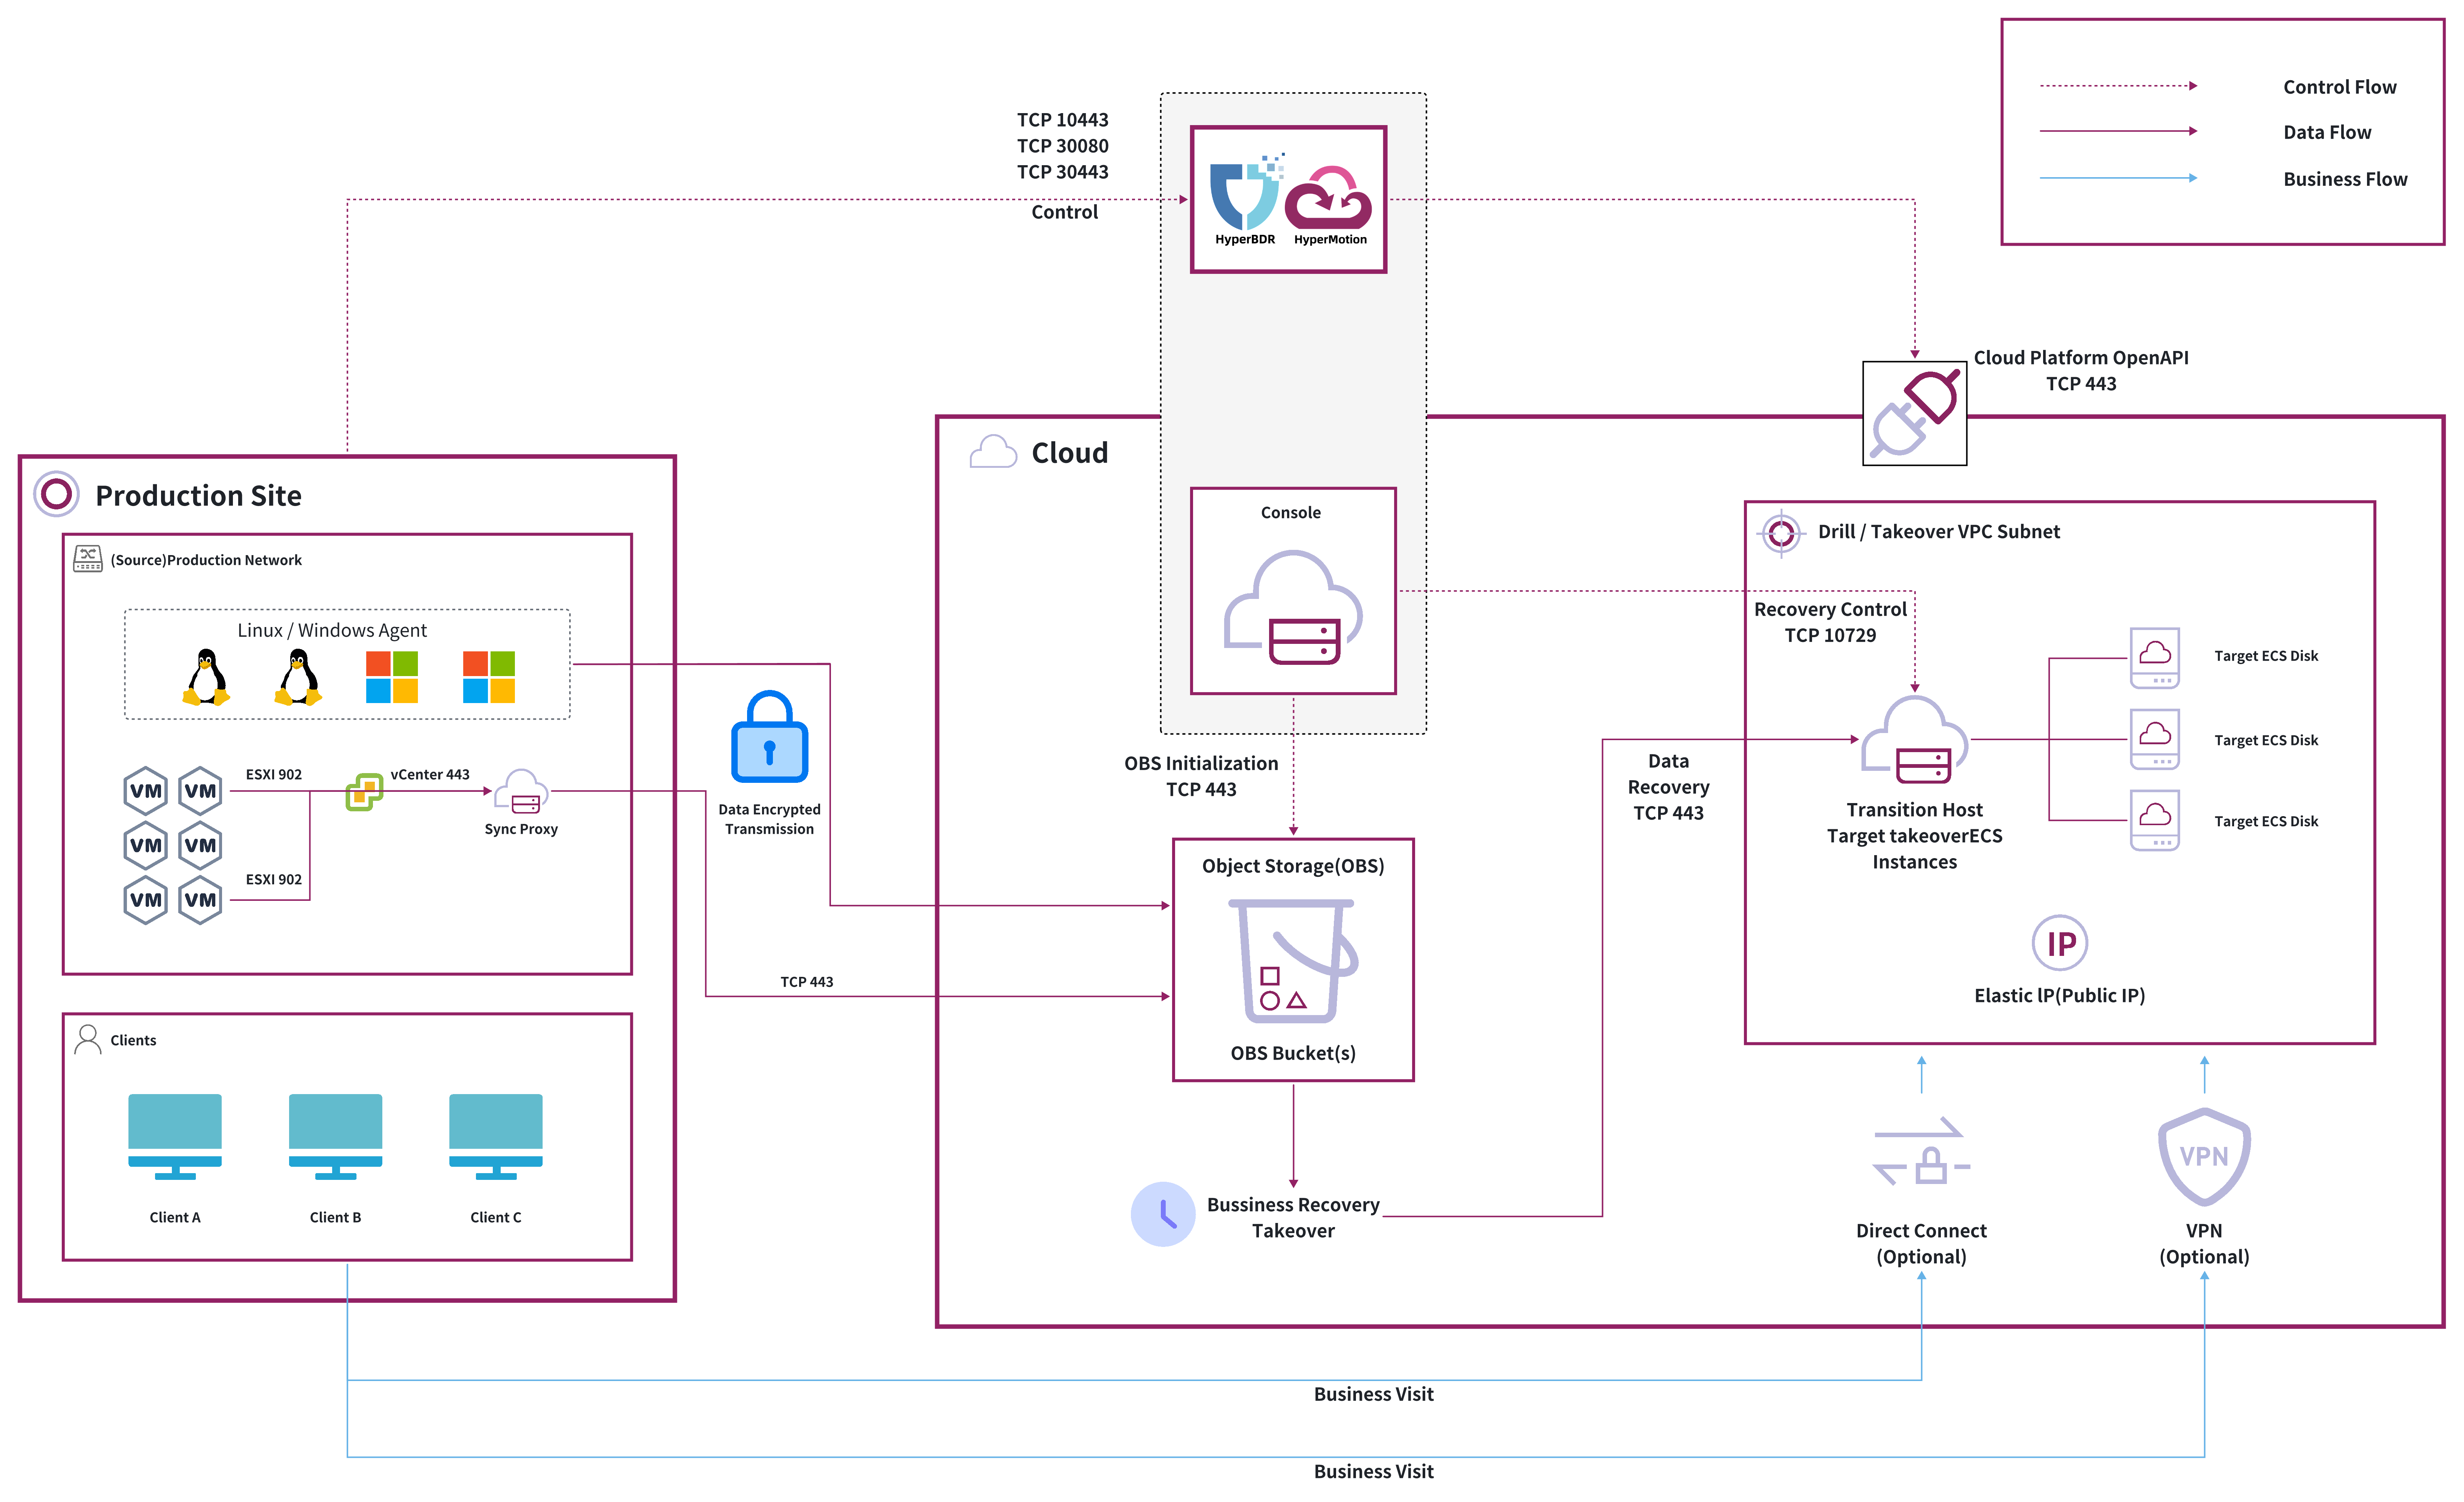 Control Flow
Data Flow
Business Flow
TCP 10443
TCP 30080
TCP 30443
Control
HyperBDR
HyperMotion
Cloud Platform OpenAPI
TCP 443
Production Site
(Source)Production Network
Linux / Windows Agent
VM
VM
VM
VM
VM
VM
ESXI 902
vCenter 443
Sync Proxy
ESXI 902
Data Encrypted
Transmission
TCP 443
Clients
Client A
Client B
Client C
Cloud
Console
OBS Initialization
TCP 443
Object Storage(OBS)
OBS Bucket(s)
Bussiness Recovery
Takeover
Data
Recovery
TCP 443
Drill / Takeover VPC Subnet
Recovery Control
TCP 10729
Transition Host
Target takeoverECS
Instances
Target ECS Disk
Target ECS Disk
Target ECS Disk
IP
Elastic lP(Public IP)
Direct Connect
(Optional)
VPN
VPN
(Optional)
Business Visit
Business Visit